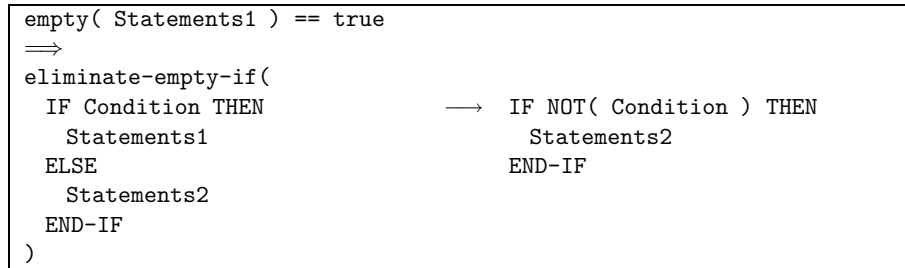 empty( Statements1 ) == true
⟹
eliminate-empty-if(
IF Condition THEN ⟶ IF NOT( Condition ) THEN
Statements1 Statements2
ELSE END-IF
Statements2
END-IF
)